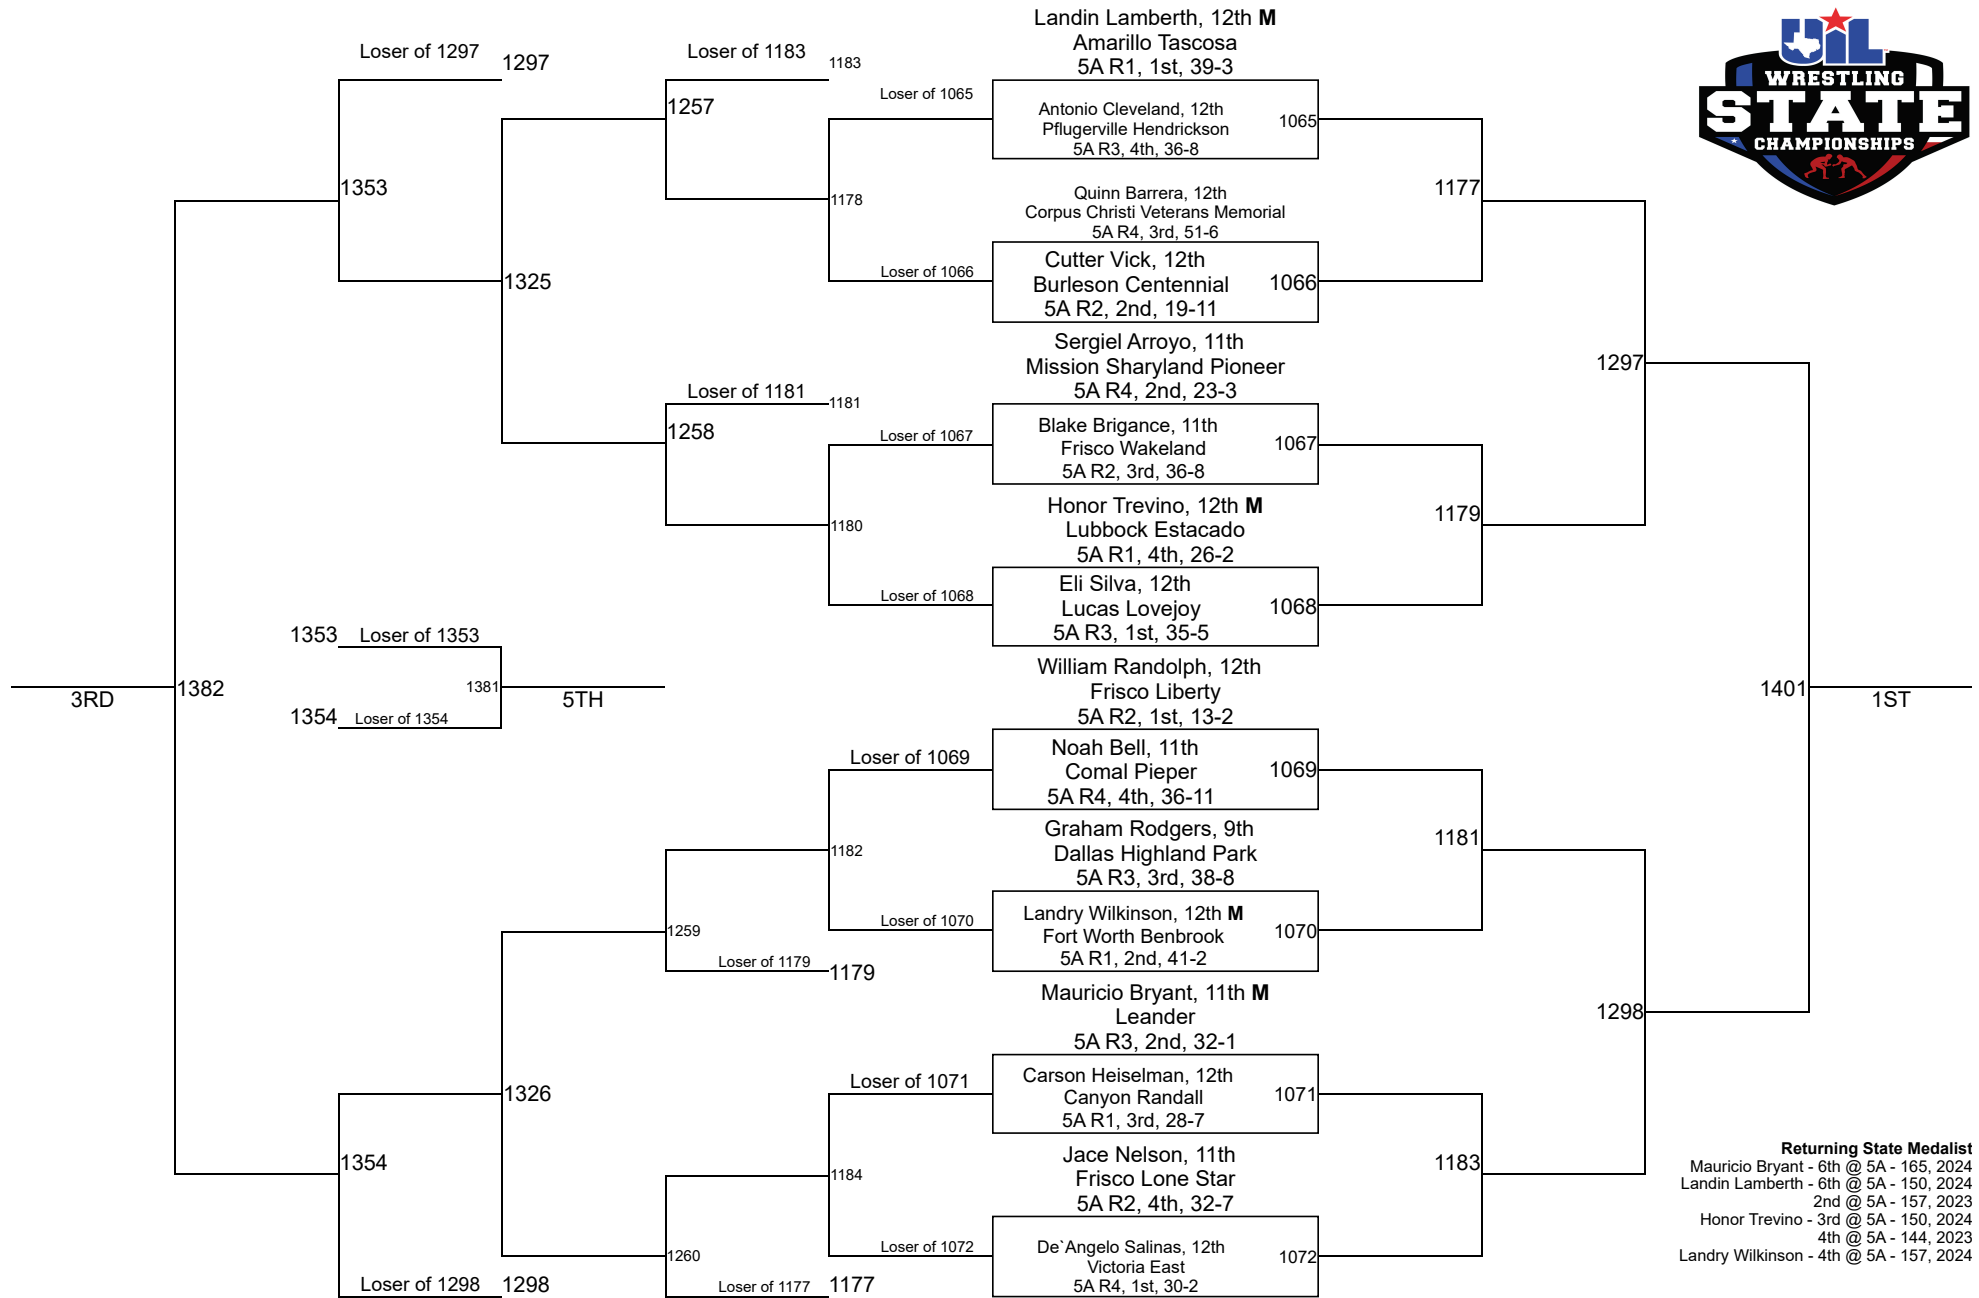 Landin Lamberth, 12th M
Amarillo Tascosa
5A R1, 1st, 39-3
Loser of 1297
1297
Loser of 1183
1183
Loser of 1065
1257
Antonio Cleveland, 12th
Pflugerville Hendrickson
5A R3, 4th, 36-8
1065
UIL
WRESTLING
STATE
CHAMPIONSHIPS
1353
1178
Quinn Barrera, 12th
Corpus Christi Veterans Memorial
5A R4, 3rd, 51-6
1177
1325
Loser of 1066
Cutter Vick, 12th
Burleson Centennial
5A R2, 2nd, 19-11
1066
Sergiel Arroyo, 11th
Mission Sharyland Pioneer
5A R4, 2nd, 23-3
1297
Loser of 1181
1181
1258
Loser of 1067
Blake Brigance, 11th
Frisco Wakeland
5A R2, 3rd, 36-8
1067
1180
Honor Trevino, 12th M
Lubbock Estacado
5A R1, 4th, 26-2
1179
Loser of 1068
Eli Silva, 12th
Lucas Lovejoy
5A R3, 1st, 35-5
1068
1353
Loser of 1353
3RD
1382
1381
5TH
1354
Loser of 1354
William Randolph, 12th
Frisco Liberty
5A R2, 1st, 13-2
1401
1ST
Loser of 1069
Noah Bell, 11th
Comal Pieper
5A R4, 4th, 36-11
1069
1182
Graham Rodgers, 9th
Dallas Highland Park
5A R3, 3rd, 38-8
1181
1259
Loser of 1070
Landry Wilkinson, 12th M
Fort Worth Benbrook
5A R1, 2nd, 41-2
1070
Loser of 1179
1179
Mauricio Bryant, 11th M
Leander
5A R3, 2nd, 32-1
1298
1326
Loser of 1071
Carson Heiselman, 12th
Canyon Randall
5A R1, 3rd, 28-7
1071
1354
1184
Jace Nelson, 11th
Frisco Lone Star
5A R2, 4th, 32-7
1183
1260
Loser of 1072
De`Angelo Salinas, 12th
Victoria East
5A R4, 1st, 30-2
1072
Loser of 1298
1298
Loser of 1177
1177
Returning State Medalist
Mauricio Bryant - 6th @ 5A - 165, 2024
Landin Lamberth - 6th @ 5A - 150, 2024
2nd @ 5A - 157, 2023
Honor Trevino - 3rd @ 5A - 150, 2024
4th @ 5A - 144, 2023
Landry Wilkinson - 4th @ 5A - 157, 2024